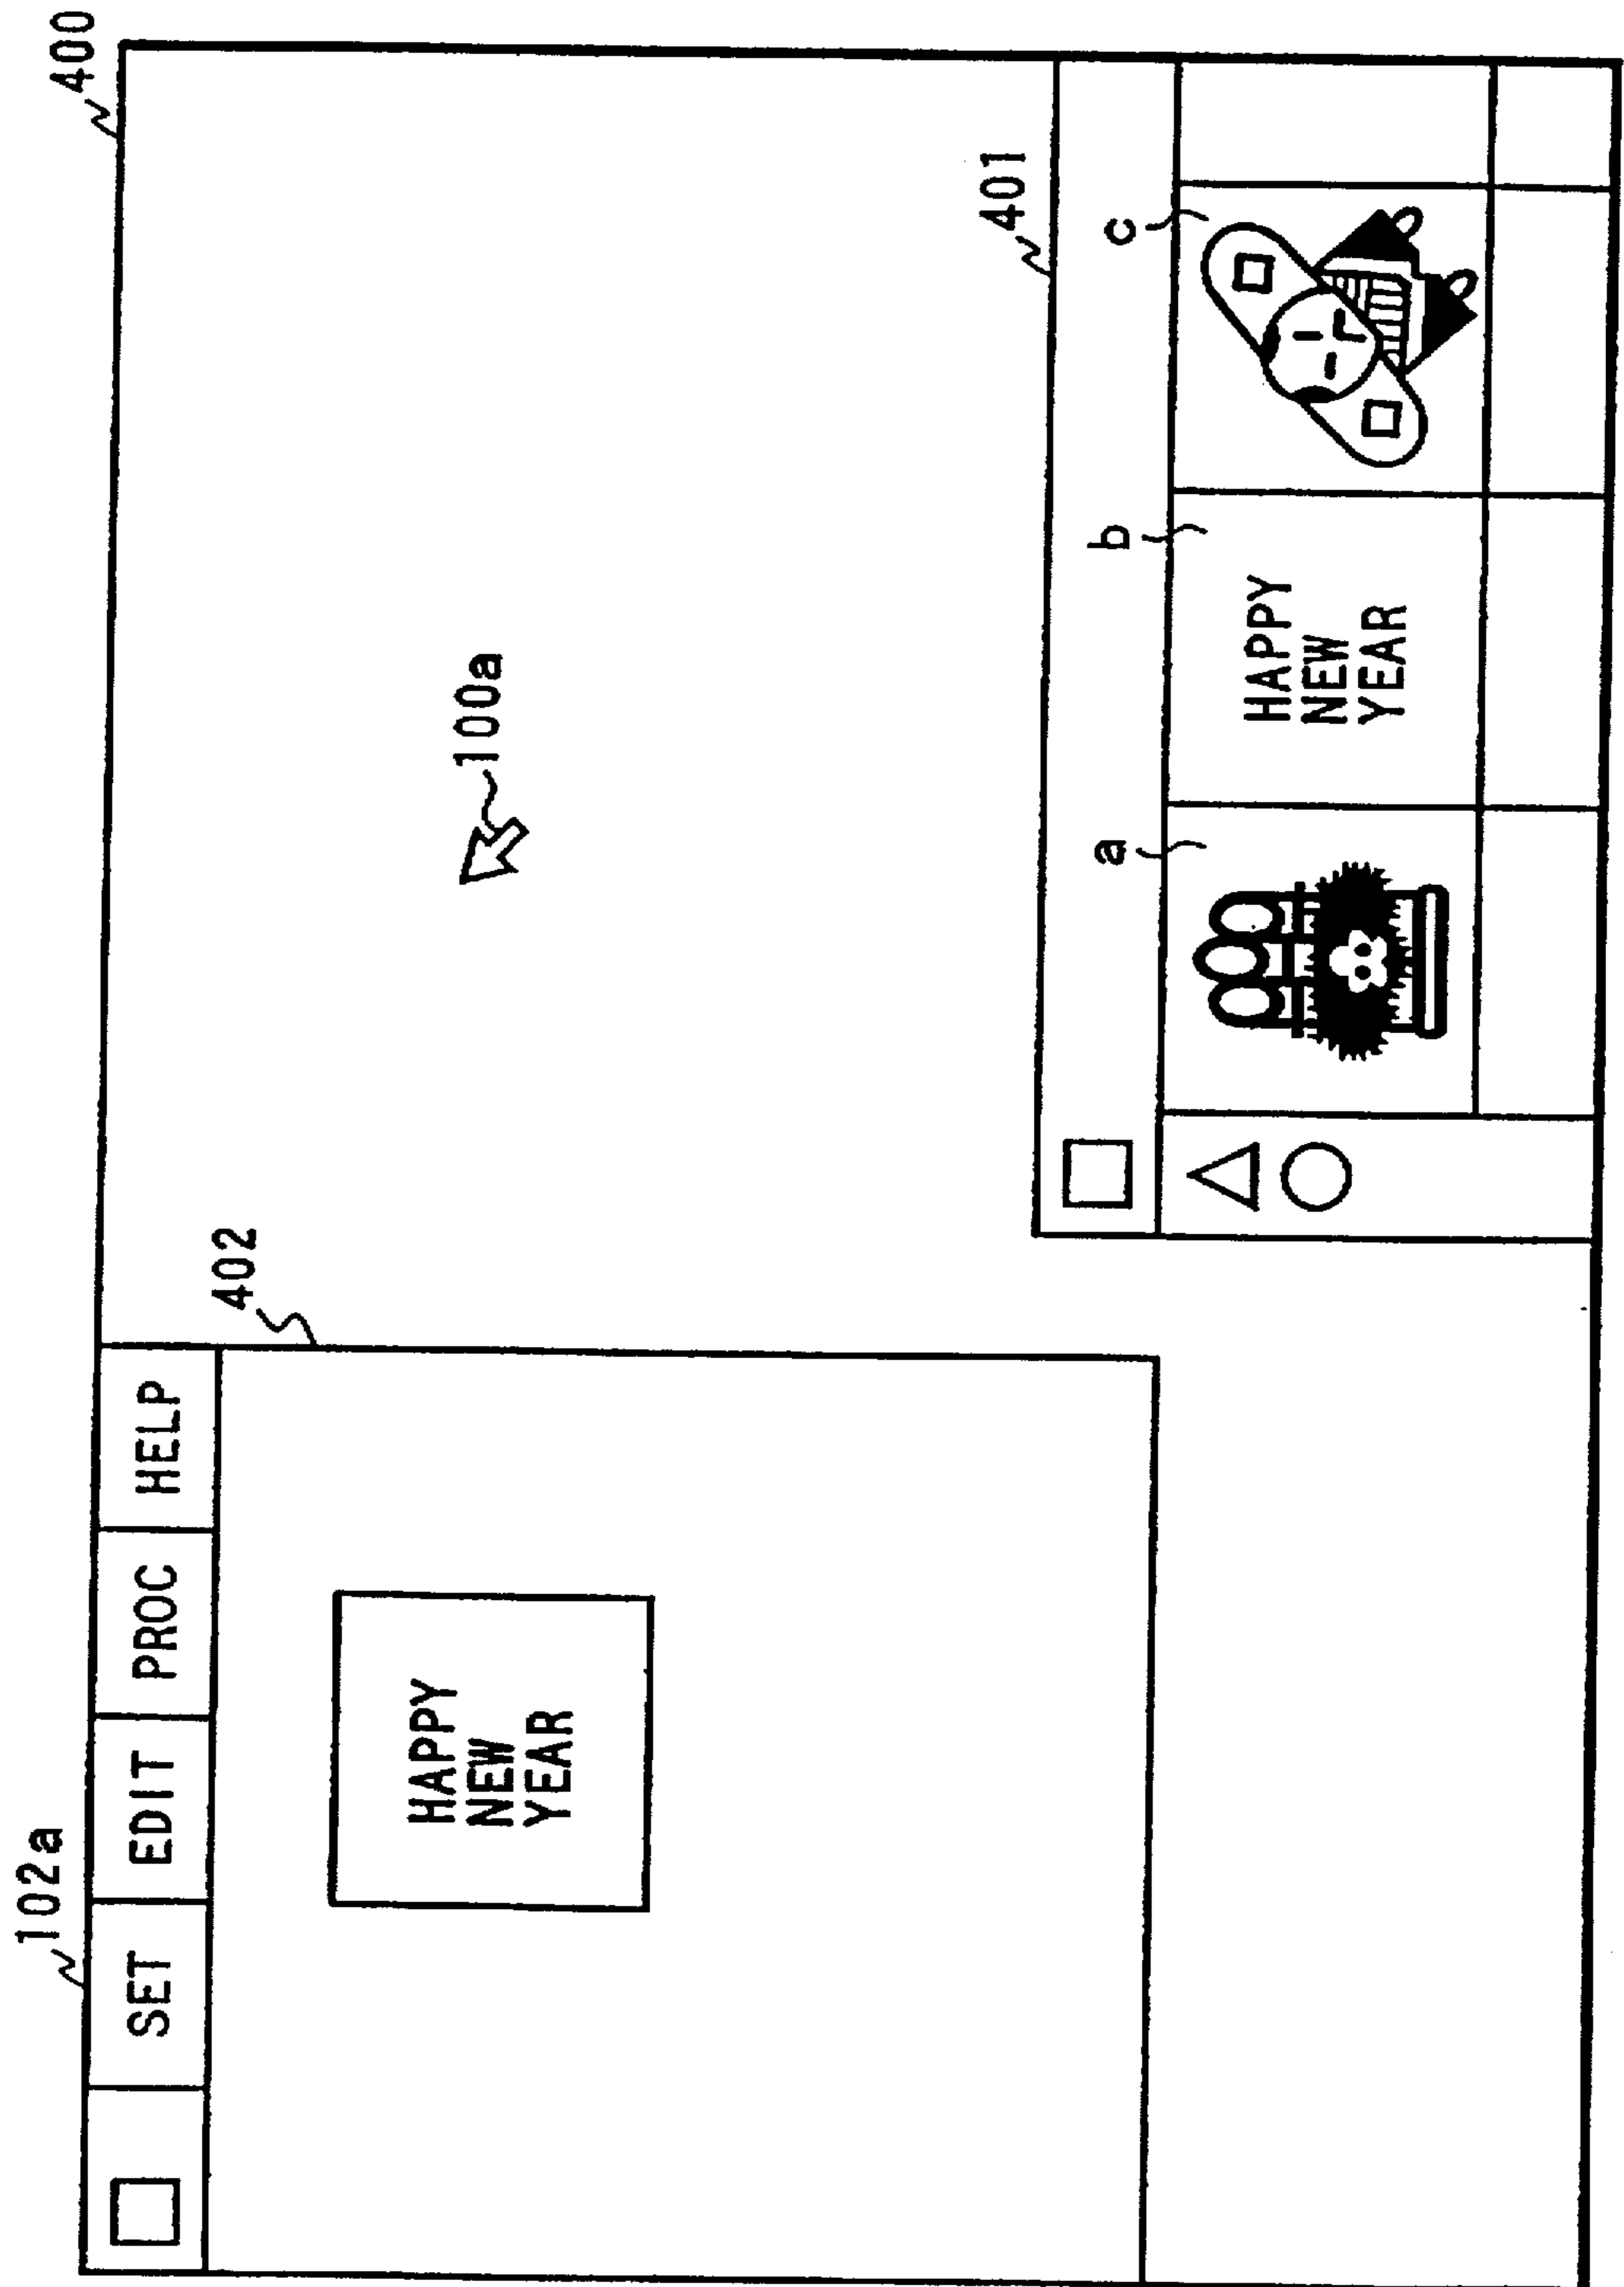 102a
400
SET EDIT PROC HELP
402
100a
HAPPY
NEW
YEAR
401
a b c
HAPPY
NEW
YEAR